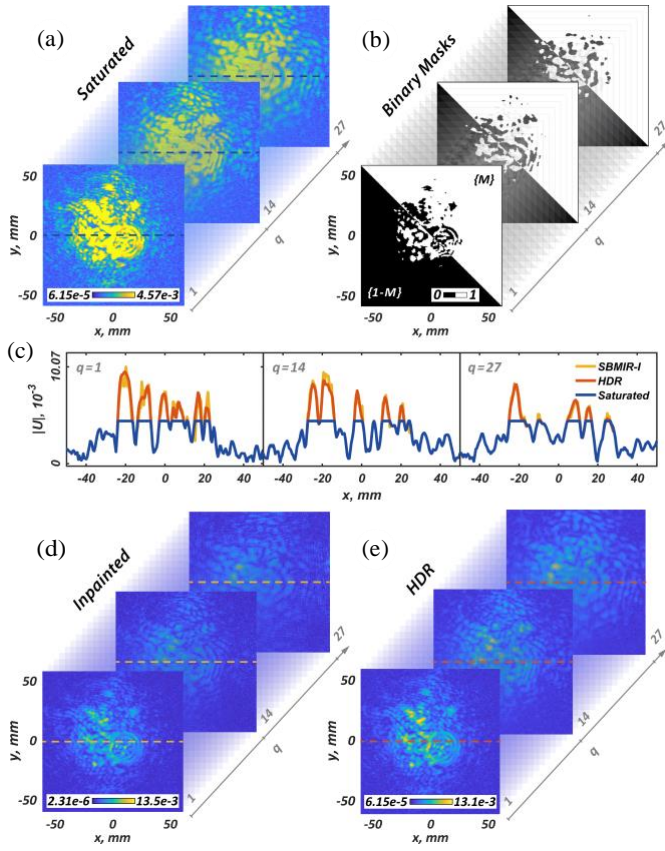 (a)
Saturated
27
14
q
1
50
0
-50
y, mm
6.15e-5
4.57e-3
-50
0
50
x, mm
(b)
Binary Masks
{M}
{1-M}
0
1
27
14
q
1
50
0
-50
y, mm
-50
0
50
x, mm
(c)
10.07
0
|U|, 10⁻³
q=1
q=14
q=27
SBMIR-I
HDR
Saturated
-40 -20 0 20 40
-40 -20 0 20 40
-40 -20 0 20 40
x, mm
(d)
Inpainted
27
14
q
1
50
0
-50
y, mm
2.31e-6
13.5e-3
-50
0
50
x, mm
(e)
HDR
27
14
q
1
50
0
-50
y, mm
6.15e-5
13.1e-3
-50
0
50
x, mm